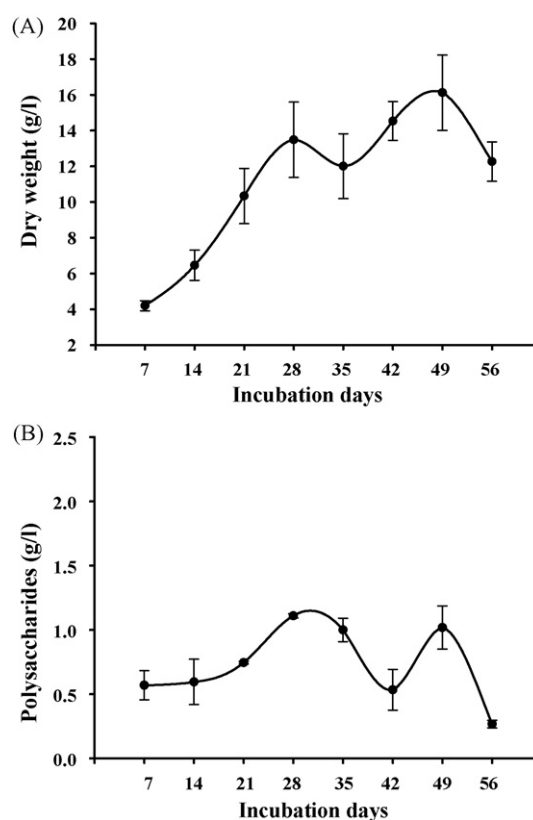 (A)
Dry weight (g/l)
20
18
16
14
12
10
8
6
4
2
7 14 21 28 35 42 49 56
Incubation days
(B)
Polysaccharides (g/l)
2.5
2.0
1.5
1.0
0.5
0.0
7 14 21 28 35 42 49 56
Incubation days